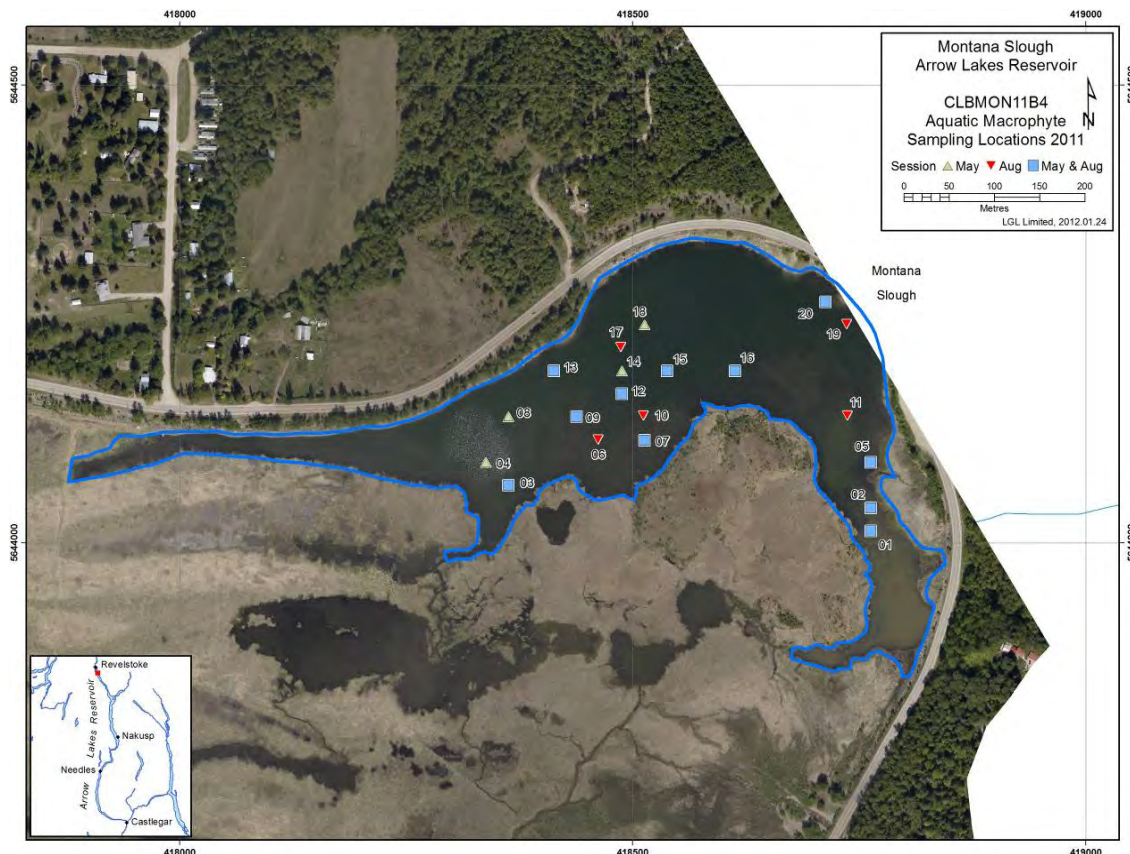 418000
418500
419000
5644500
5644500
Montana Slough
Arrow Lakes Reservoir
CLBMON11B4
Aquatic Macrophyte
Sampling Locations 2011
N
Session May Aug May & Aug
0 50 100 150 200
Metres
LGL Limited, 2012.01.24
Montana
Slough
20
19
18
17
13
14
15
16
12
08
09
10
11
06
07
05
04
03
02
01
5644000
5644000
Revelstoke
Arrow Lakes Reservoir
Nakusp
Needles
Castlegar
418000
418500
419000